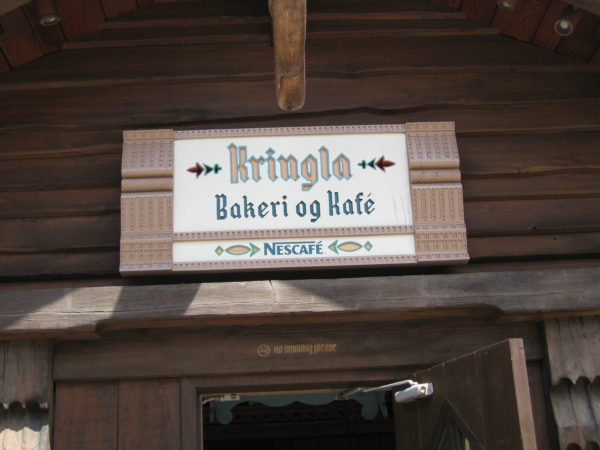 Kringla
Bakeri og Kafé
NESCAFÉ
no smoking please